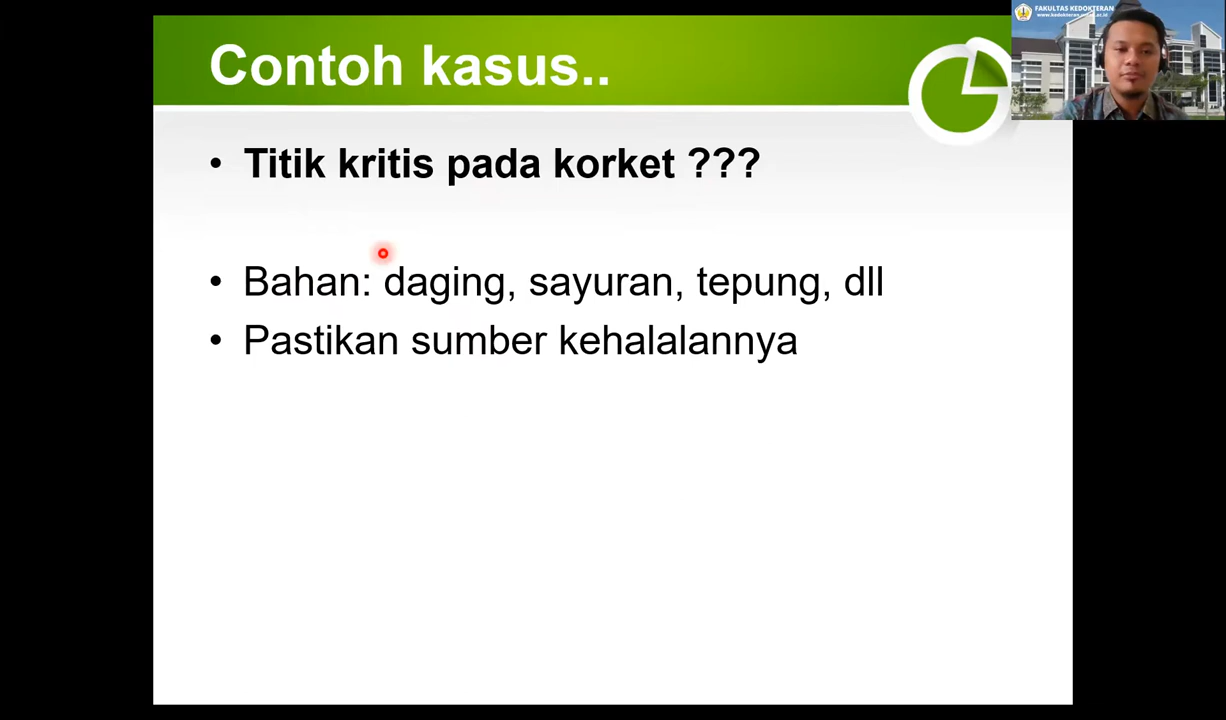 Contoh kasus..
FAKULTAS KEDOKTERAN
• Titik kritis pada korket ???
• Bahan: daging, sayuran, tepung, dll
• Pastikan sumber kehalalannya